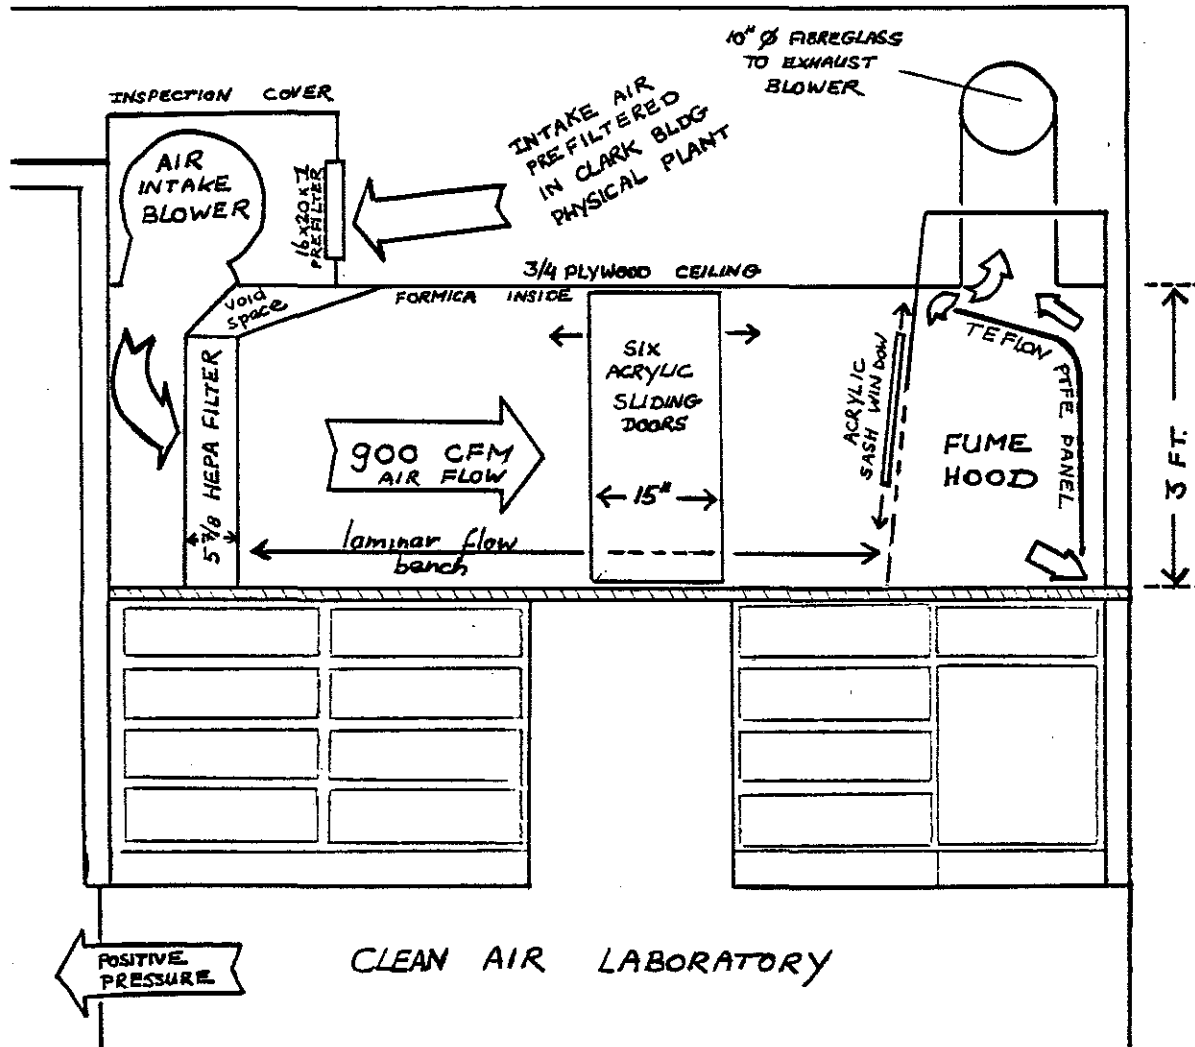 10" Ø FIBREGLASS
TO EXHAUST
BLOWER
INSPECTION COVER
INTAKE AIR
PREFILTERED
IN CLARK BLDG
PHYSICAL PLANT
AIR
INTAKE
BLOWER
16x20x1
PREFILTER
3/4 PLYWOOD CEILING
FORMICA INSIDE
void
space
5 7/8 HEPA FILTER
900 CFM
AIR FLOW
laminar flow
bench
SIX
ACRYLIC
SLIDING
DOORS
15"
ACRYLIC
SASH WINDOW
TEFLON PTFE PANEL
FUME
HOOD
3 FT.
POSITIVE
PRESSURE
CLEAN AIR LABORATORY